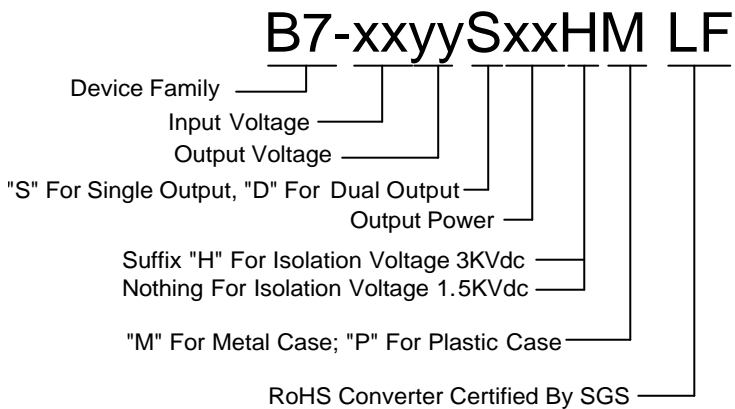 B7-xxyySxxHM LF
Device Family
Input Voltage
Output Voltage
"S" For Single Output, "D" For Dual Output
Output Power
Suffix "H" For Isolation Voltage 3KVdc
Nothing For Isolation Voltage 1.5KVdc
"M" For Metal Case; "P" For Plastic Case
RoHS Converter Certified By SGS